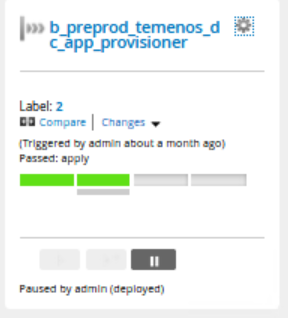 b_preprod_temenos_d
c_app_provisioner
Label: 2
Compare | Changes
(Triggered by admin about a month ago)
Passed: apply
Paused by admin (deployed)